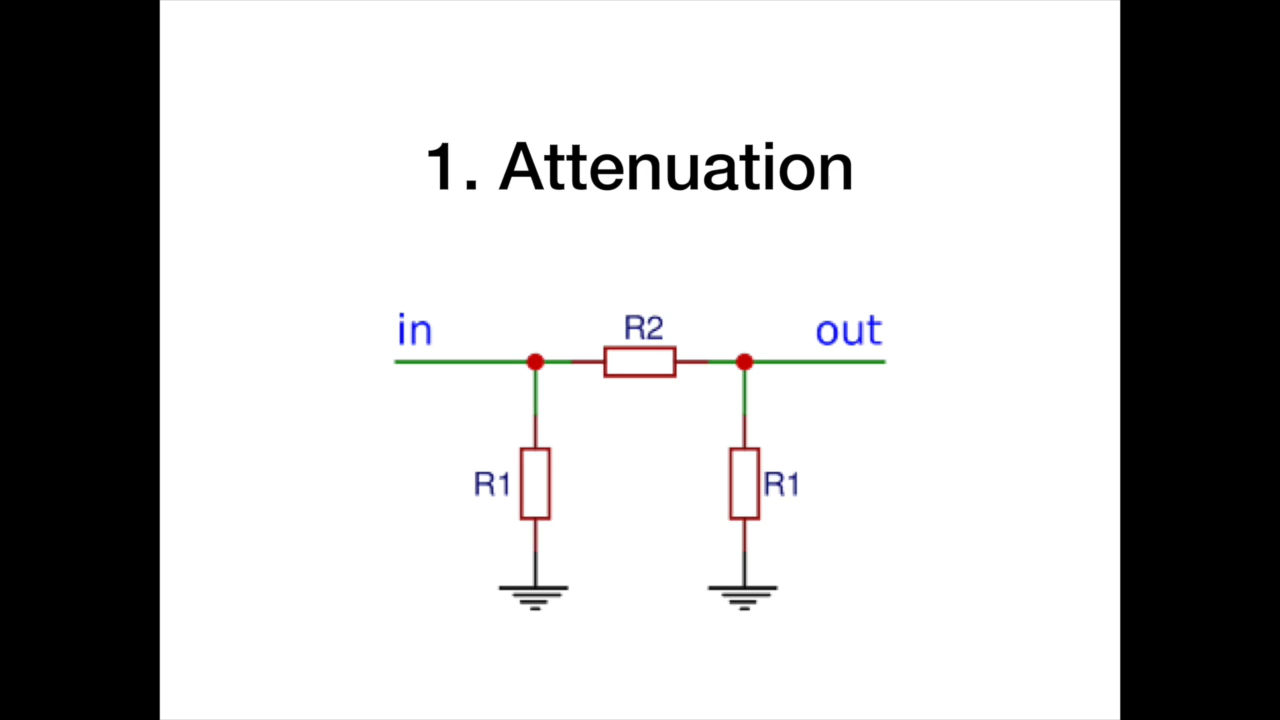 1. Attenuation
in
R2
out
R1
R1